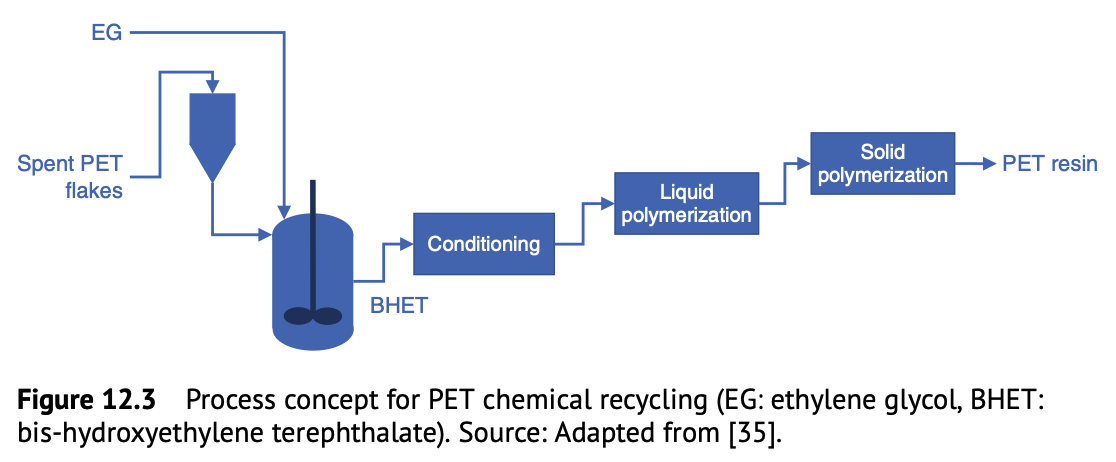 EG
Spent PET
flakes
BHET
Conditioning
Liquid
polymerization
Solid
polymerization
PET resin
Figure 12.3 Process concept for PET chemical recycling (EG: ethylene glycol, BHET:
bis-hydroxyethylene terephthalate). Source: Adapted from [35].